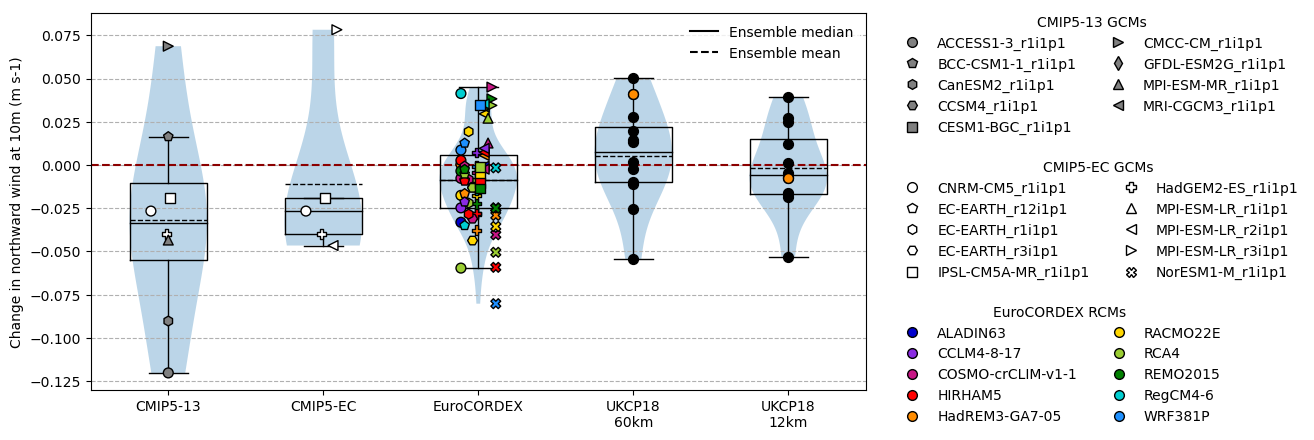 Change in northward wind at 10m (m s-1)
0.075
0.050
0.025
0.000
−0.025
−0.050
−0.075
−0.100
−0.125
Ensemble median
Ensemble mean
CMIP5-13
CMIP5-EC
EuroCORDEX
UKCP18
60km
UKCP18
12km
CMIP5-13 GCMs
ACCESS1-3_r1i1p1
BCC-CSM1-1_r1i1p1
CanESM2_r1i1p1
CCSM4_r1i1p1
CESM1-BGC_r1i1p1
CMCC-CM_r1i1p1
GFDL-ESM2G_r1i1p1
MPI-ESM-MR_r1i1p1
MRI-CGCM3_r1i1p1
CMIP5-EC GCMs
CNRM-CM5_r1i1p1
EC-EARTH_r12i1p1
EC-EARTH_r1i1p1
EC-EARTH_r3i1p1
IPSL-CM5A-MR_r1i1p1
HadGEM2-ES_r1i1p1
MPI-ESM-LR_r1i1p1
MPI-ESM-LR_r2i1p1
MPI-ESM-LR_r3i1p1
NorESM1-M_r1i1p1
EuroCORDEX RCMs
ALADIN63
CCLM4-8-17
COSMO-crCLIM-v1-1
HIRHAM5
HadREM3-GA7-05
RACMO22E
RCA4
REMO2015
RegCM4-6
WRF381P